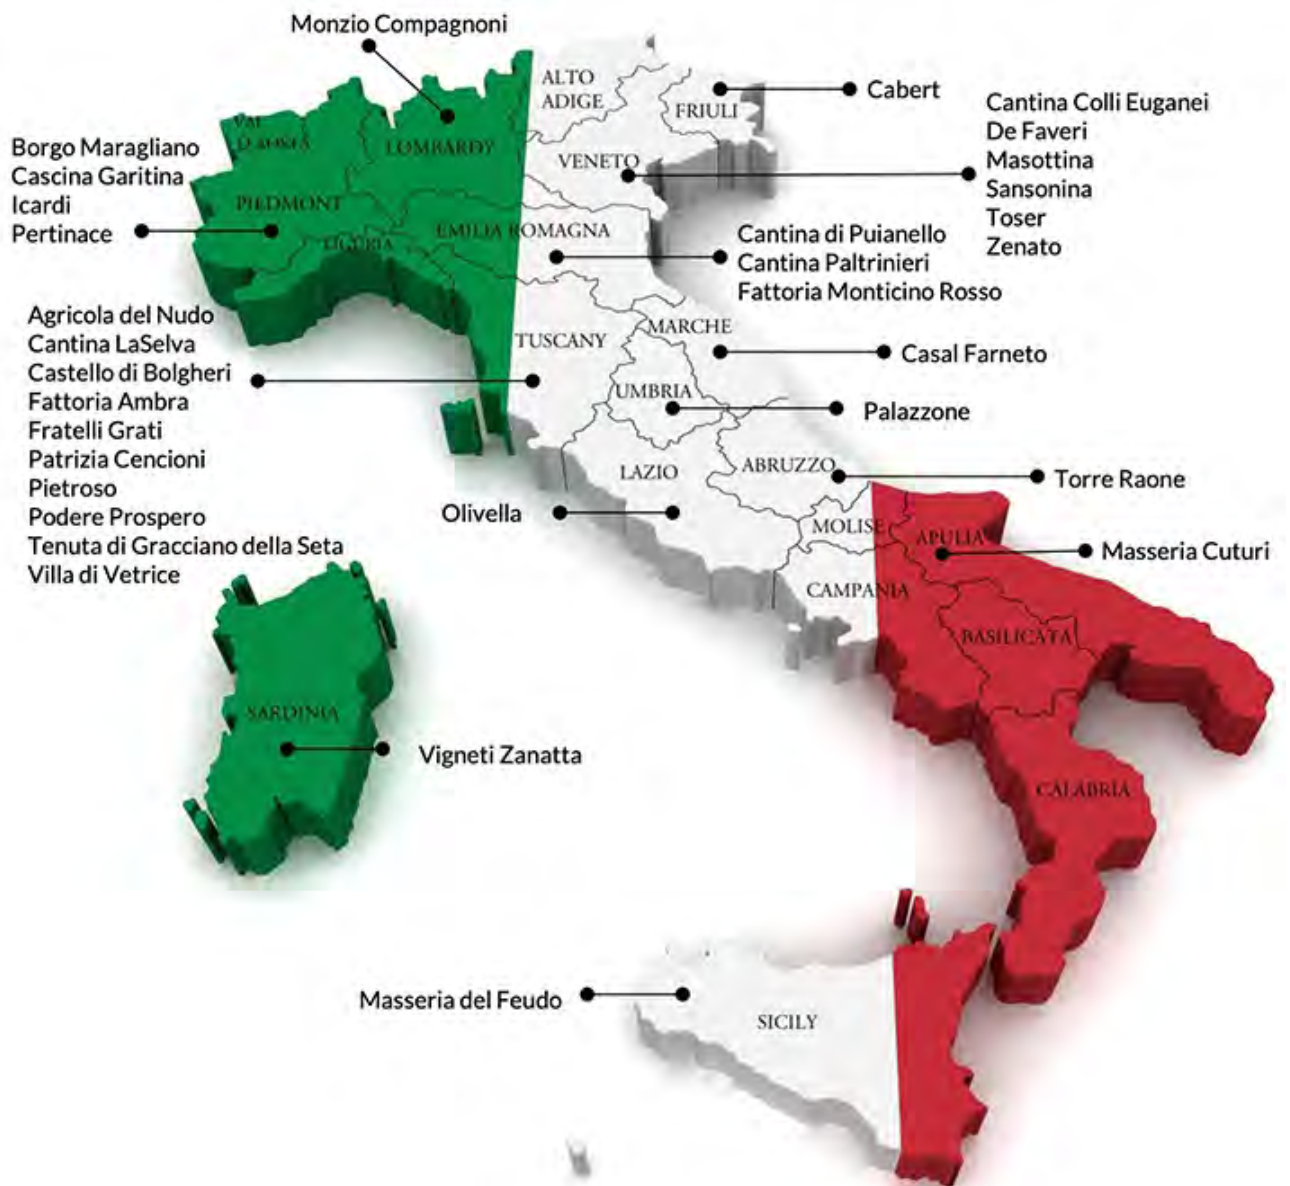 Monzio Compagnoni
ALTO
ADIGE
FRIULI
Cabert
Cantina Colli Euganei
De Faveri
Masottina
Sansonina
Toser
Zenato
VAL
D'AOSTA
LOMBARDY
VENETO
Borgo Maragliano
Cascina Garitina
Icardi
Pertinace
PIEDMONT
LIGURIA
EMILIA ROMAGNA
Cantina di Puianello
Cantina Paltrinieri
Fattoria Monticino Rosso
Agricola del Nudo
Cantina LaSelva
Castello di Bolgheri
Fattoria Ambra
Fratelli Grati
Patrizia Cencioni
Pietroso
Podere Prospero
Tenuta di Gracciano della Seta
Villa di Vetrice
TUSCANY
MARCHE
Casal Farneto
UMBRIA
Palazzone
LAZIO
ABRUZZO
Torre Raone
Olivella
MOLISE
APULIA
Masseria Cuturi
CAMPANIA
BASILICATA
SARDINIA
Vigneti Zanatta
CALABRIA
Masseria del Feudo
SICILY